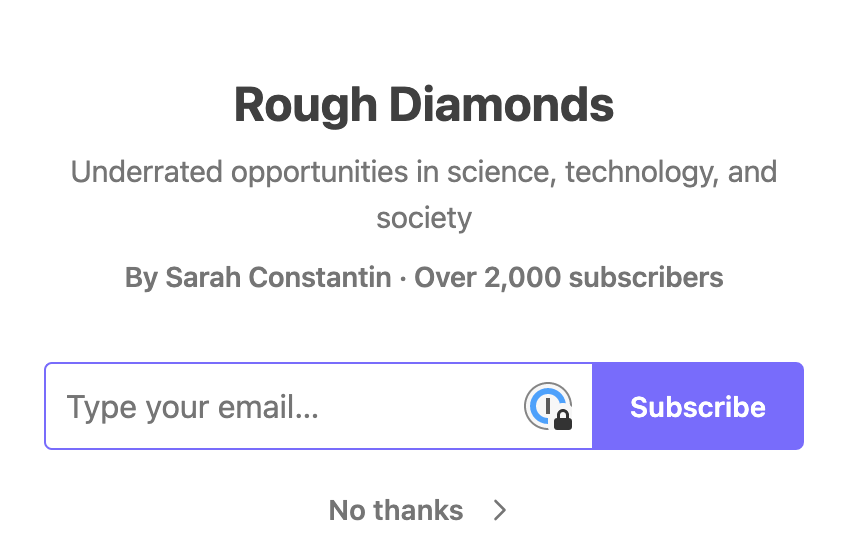 Rough Diamonds
Underrated opportunities in science, technology, and
society
By Sarah Constantin · Over 2,000 subscribers
Type your email...
Subscribe
No thanks